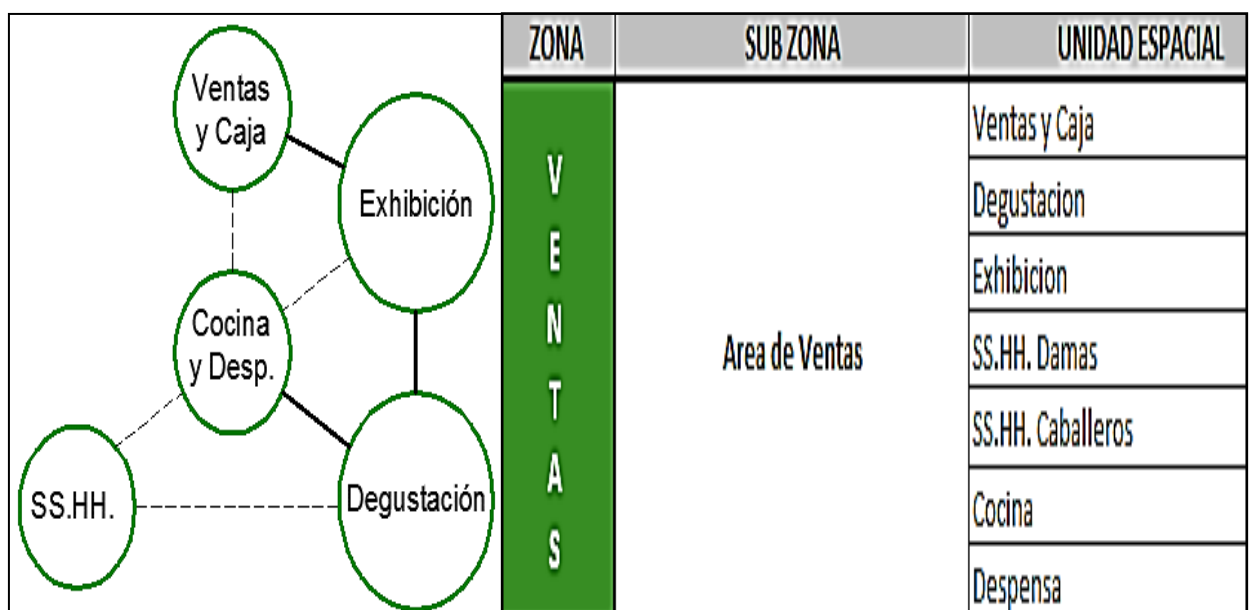 Ventas
y Caja
Exhibición
Cocina
y Desp.
SS.HH.
Degustación
ZONA
SUB ZONA
UNIDAD ESPACIAL
VENTAS
Area de Ventas
Ventas y Caja
Degustacion
Exhibicion
SS.HH. Damas
SS.HH. Caballeros
Cocina
Despensa